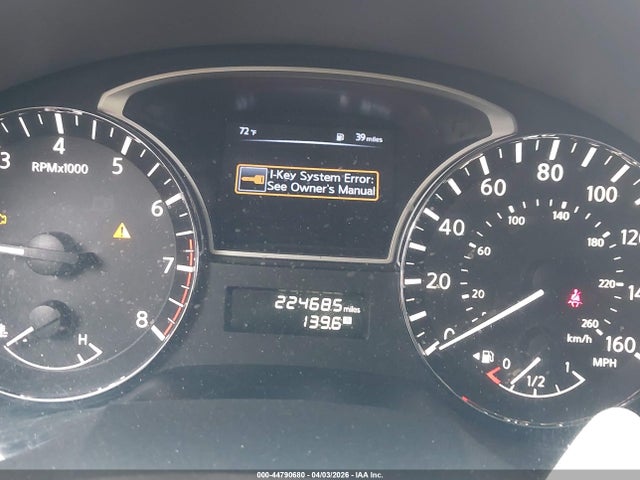 72°F 39 miles
I-Key System Error:
See Owner's Manual
3 4 5 6 7 8
RPMx1000
H
224685 miles
139.6
0 20 40 60 80 100 120 140 160
20 60 100 140 180 220 260
km/h
MPH
0 1/2 1
000-44790680 - 04/03/2026 - IAA Inc.